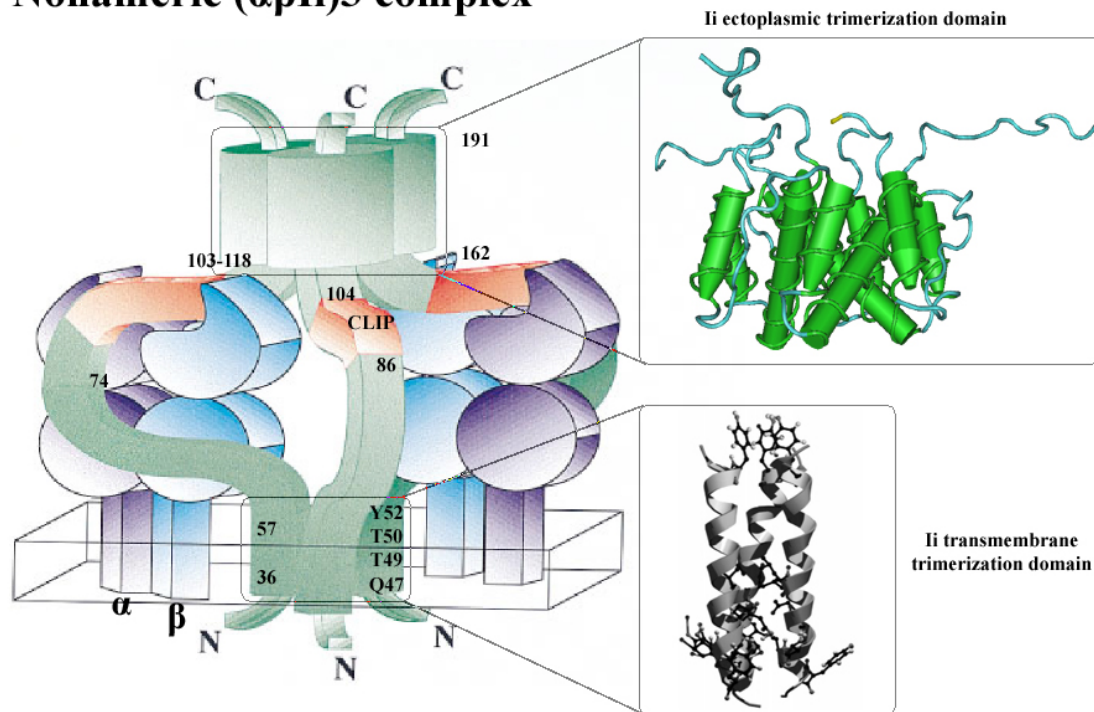 Nonameric (αβIi)3 complex
Ii ectoplasmic trimerization domain
C
C
C
191
103-118
162
104
CLIP
86
74
Y52
57
T50
T49
36
Q47
α
β
N
N
N
Ii transmembrane
trimerization domain